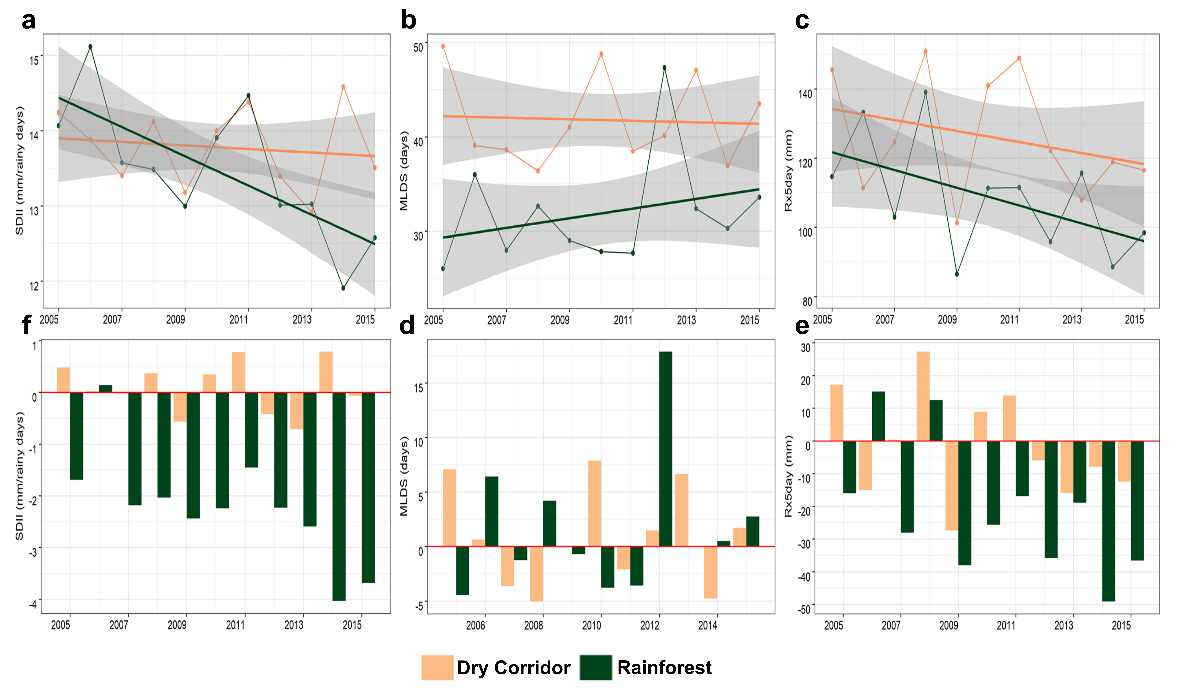 a
b
c
SDII (mm/rainy days)
15
14
13
12
2005 2007 2009 2011 2013 2015
MLDS (days)
50
40
30
2005 2007 2009 2011 2013 2015
Rx5day (mm)
140
120
100
80
2005 2007 2009 2011 2013 2015
f
d
e
SDII (mm/rainy days)
1
0
-1
-2
-3
-4
2005 2007 2009 2011 2013 2015
MLDS (days)
15
10
5
0
-5
2006 2008 2010 2012 2014
Rx5day (mm)
30
20
10
0
-10
-20
-30
-40
-50
2005 2007 2009 2011 2013 2015
Dry Corridor Rainforest